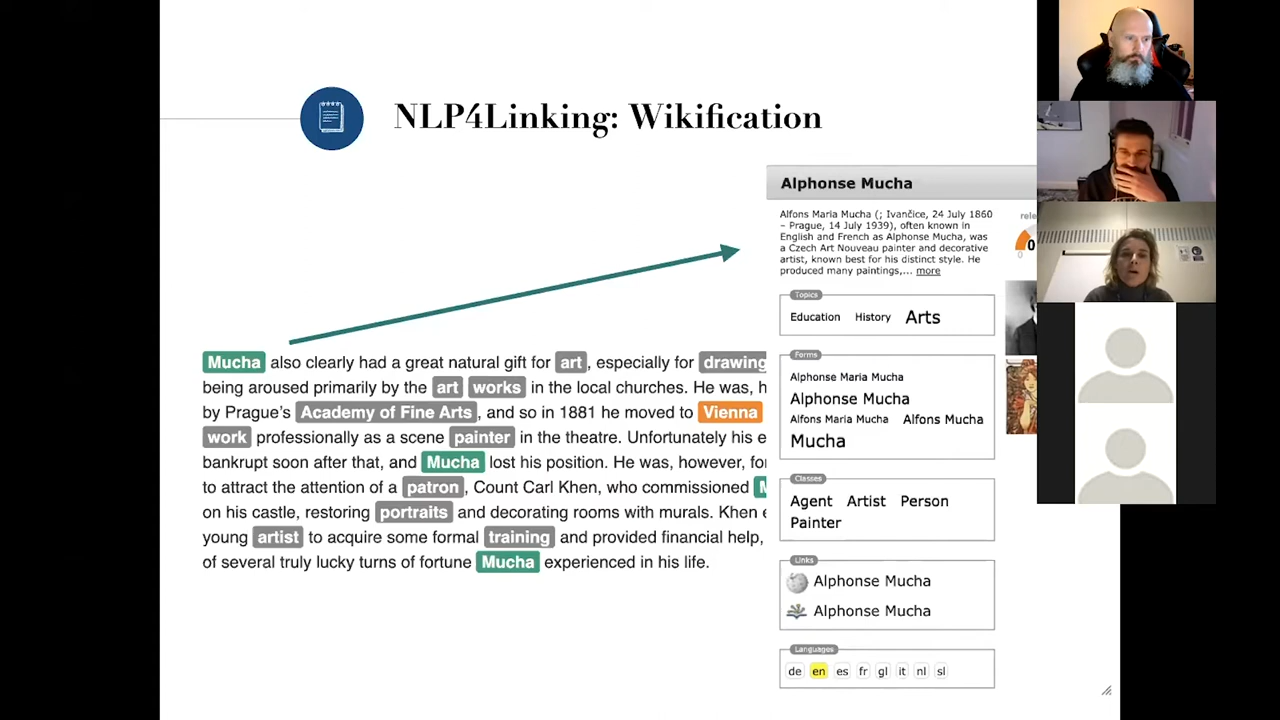 NLP4Linking: Wikification
Mucha also clearly had a great natural gift for art, especially for drawing
being aroused primarily by the art works in the local churches. He was, h
by Prague's Academy of Fine Arts, and so in 1881 he moved to Vienna
work professionally as a scene painter in the theatre. Unfortunately his e
bankrupt soon after that, and Mucha lost his position. He was, however, for
to attract the attention of a patron, Count Carl Khen, who commissioned M
on his castle, restoring portraits and decorating rooms with murals. Khen e
young artist to acquire some formal training and provided financial help,
of several truly lucky turns of fortune Mucha experienced in his life.
Alphonse Mucha
Alfons Maria Mucha (; Ivančice, 24 July 1860
– Prague, 14 July 1939), often known in
English and French as Alphonse Mucha, was
a Czech Art Nouveau painter and decorative
artist, known best for his distinct style. He
produced many paintings,... more
rele
0
0
Topics
Education History Arts
Forms
Alphonse Maria Mucha
Alphonse Mucha
Alfons Maria Mucha Alfons Mucha
Mucha
Classes
Agent Artist Person
Painter
Links
Alphonse Mucha
Alphonse Mucha
Languages
de en es fr gl it nl sl